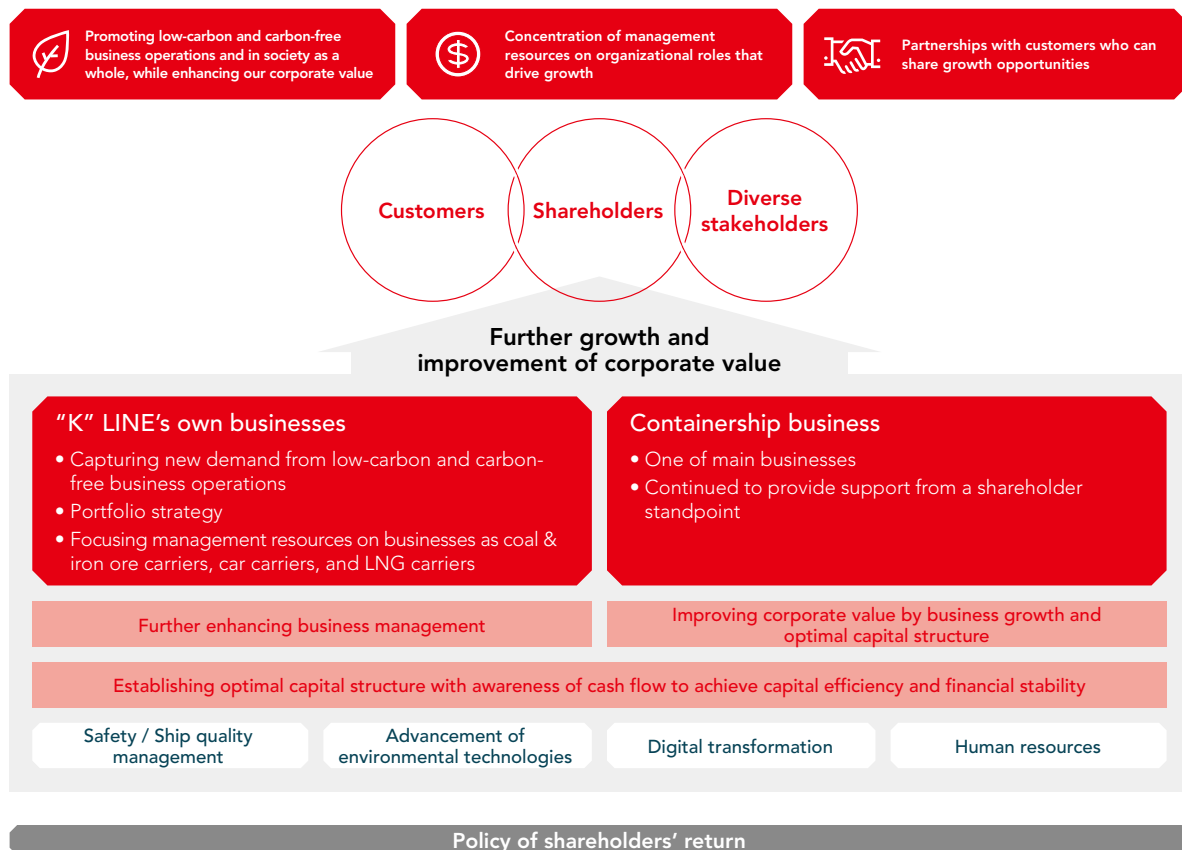 Promoting low-carbon and carbon-free
business operations and in society as a
whole, while enhancing our corporate value
Concentration of management
resources on organizational roles that
drive growth
Partnerships with customers who can
share growth opportunities
Customers
Shareholders
Diverse
stakeholders
Further growth and
improvement of corporate value
“K” LINE’s own businesses
• Capturing new demand from low-carbon and carbon-
free business operations
• Portfolio strategy
• Focusing management resources on businesses as coal &
iron ore carriers, car carriers, and LNG carriers
Containership business
• One of main businesses
• Continued to provide support from a shareholder
standpoint
Further enhancing business management
Improving corporate value by business growth and
optimal capital structure
Establishing optimal capital structure with awareness of cash flow to achieve capital efficiency and financial stability
Safety / Ship quality
management
Advancement of
environmental technologies
Digital transformation
Human resources
Policy of shareholders’ return